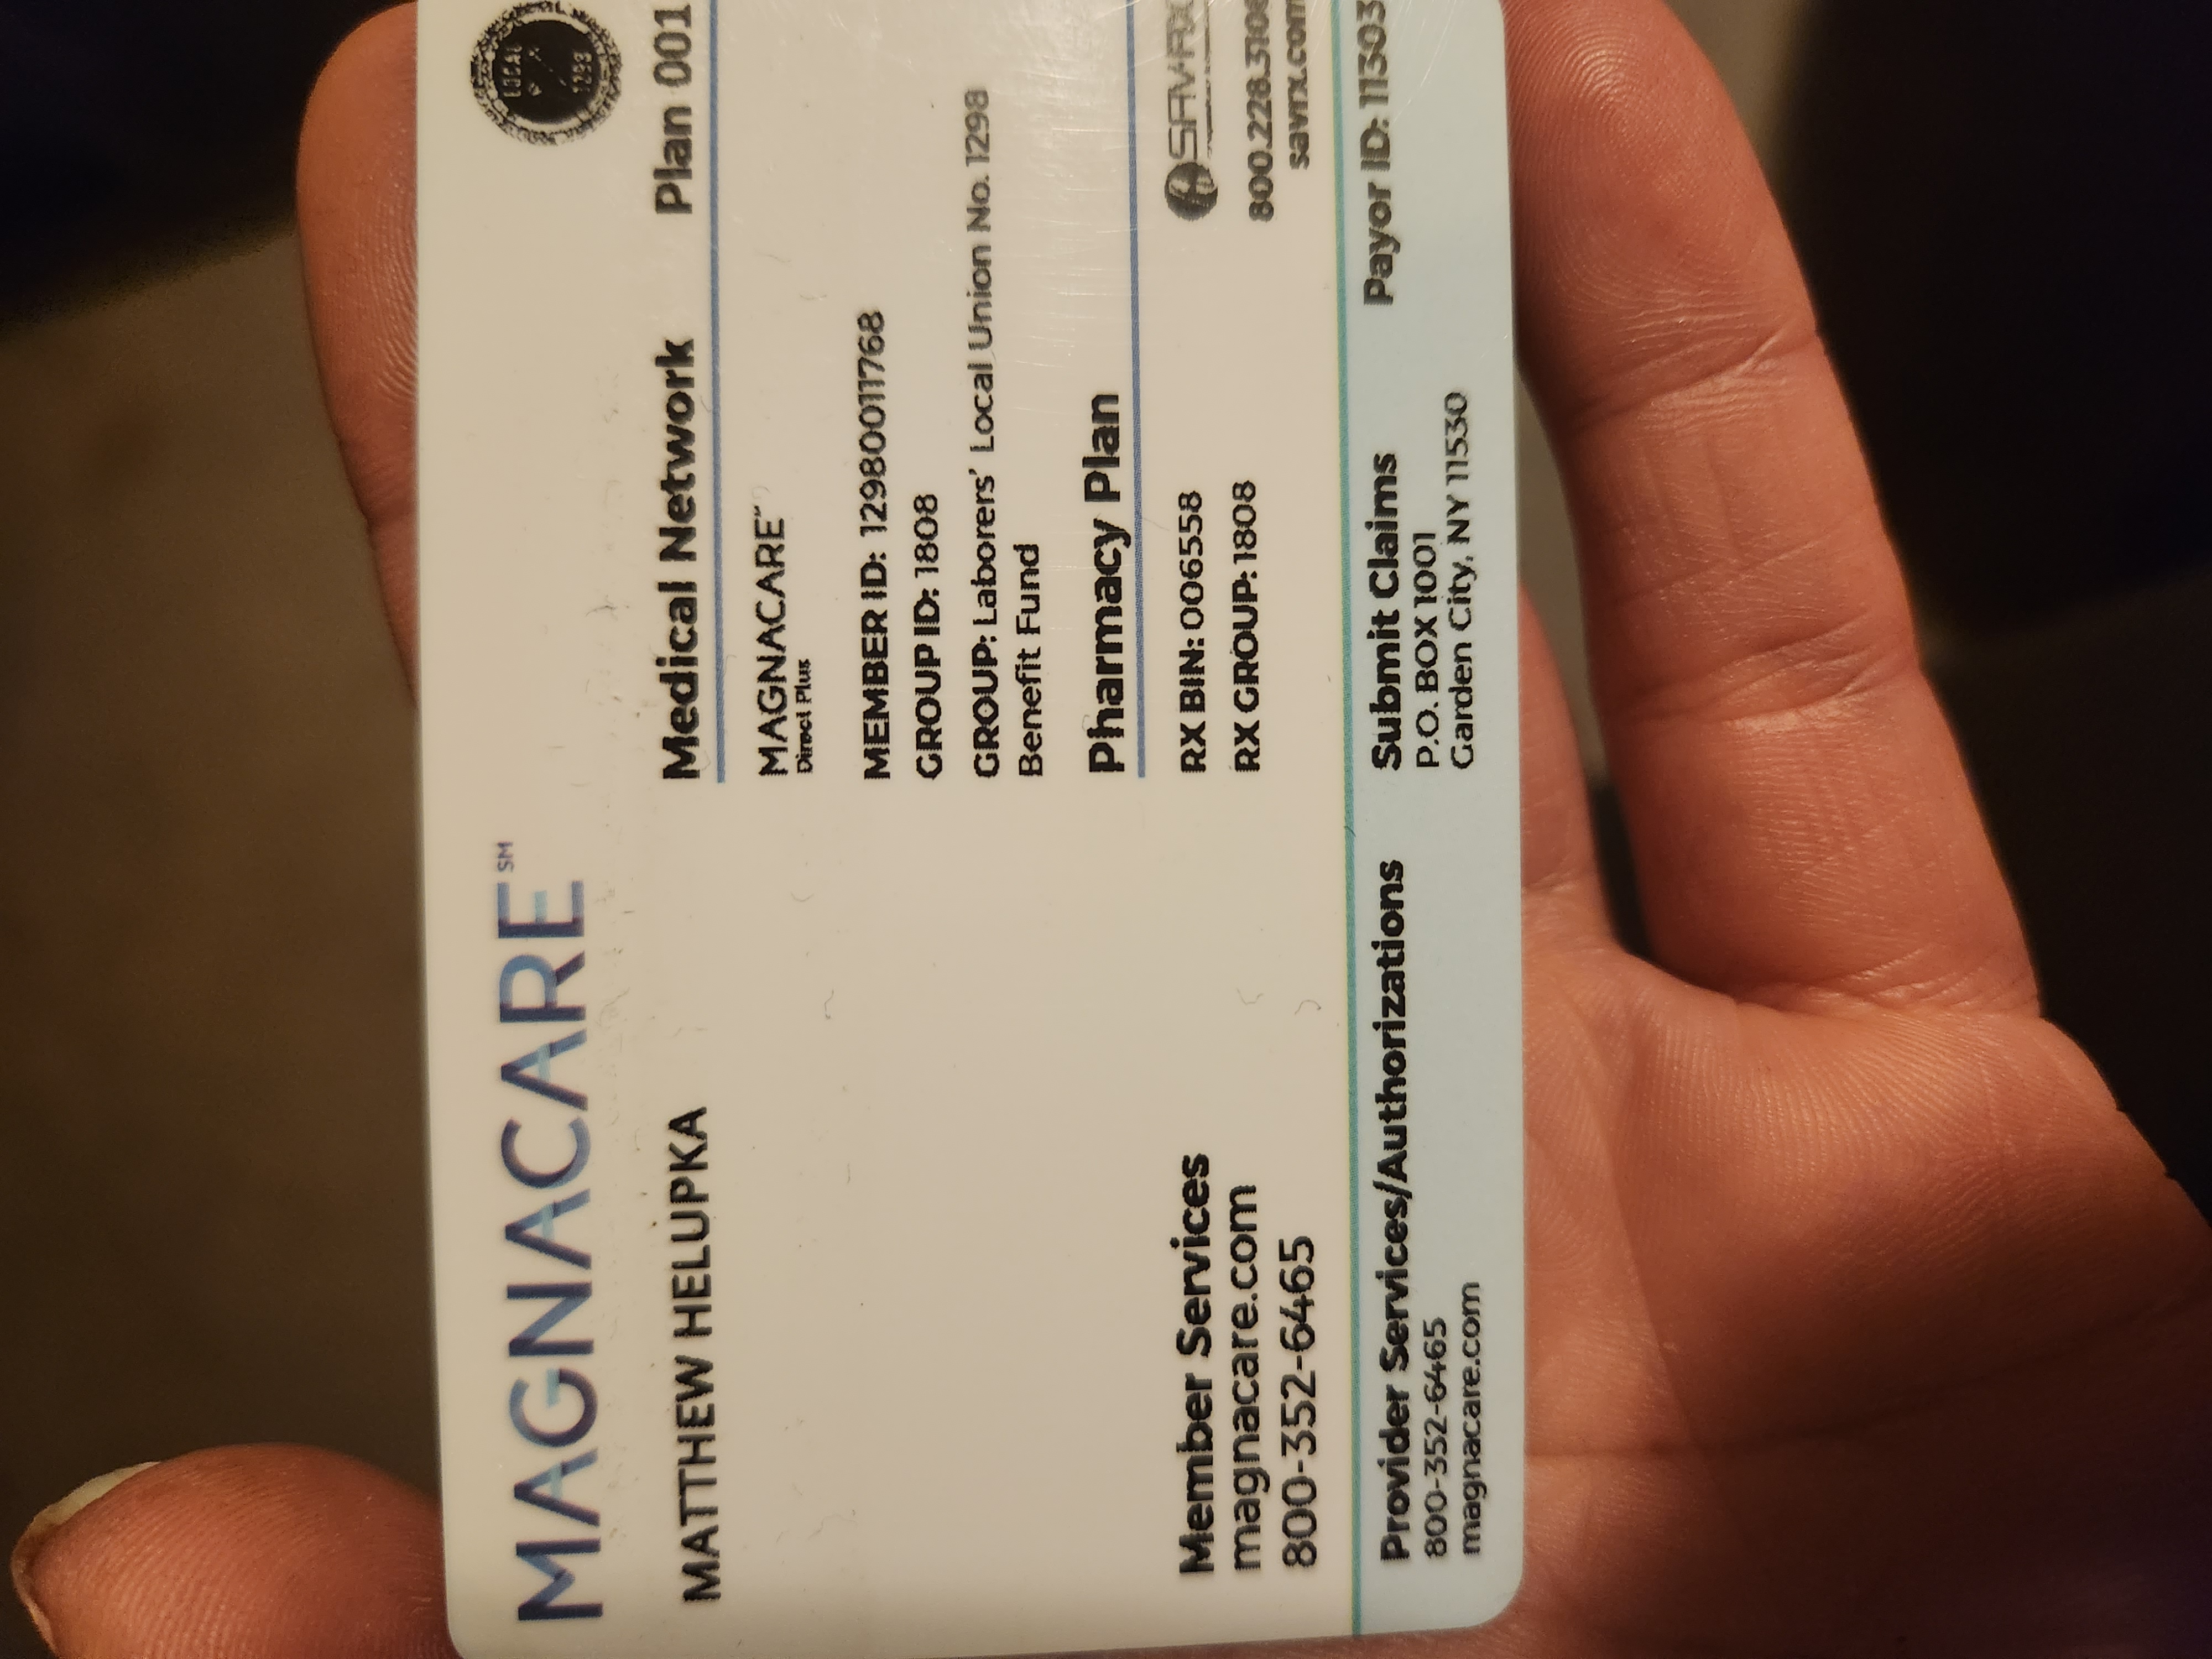 MAGNACARE℠
LOCAL
1298
MATTHEW HELUPKA
Medical Network Plan 001
MAGNACARE℠
Direct Plus
MEMBER ID: 12980011768
GROUP ID: 1808
GROUP: Laborers' Local Union No. 1298
Benefit Fund
Pharmacy Plan
RX BIN: 006558
SAV-RX
RX GROUP: 1808
800.228.310
savrx.com
Member Services
magnacare.com
800-352-6465
Provider Services/Authorizations
800-352-6465
magnacare.com
Submit Claims
P.O. BOX 1001
Garden City, NY 11530
Payor ID: 11303